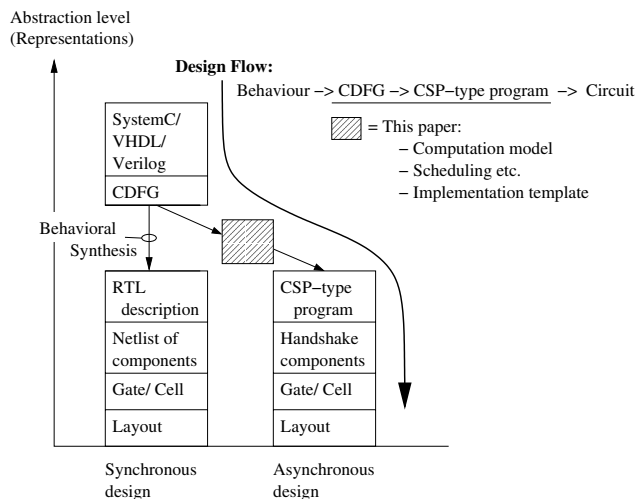 Abstraction level
(Representations)
Design Flow:
Behaviour −> CDFG −> CSP−type program −> Circuit
= This paper:
− Computation model
− Scheduling etc.
− Implementation template
SystemC/
VHDL/
Verilog
CDFG
Behavioral
Synthesis
RTL
description
Netlist of
components
Gate/ Cell
Layout
CSP−type
program
Handshake
components
Gate/ Cell
Layout
Synchronous
design
Asynchronous
design